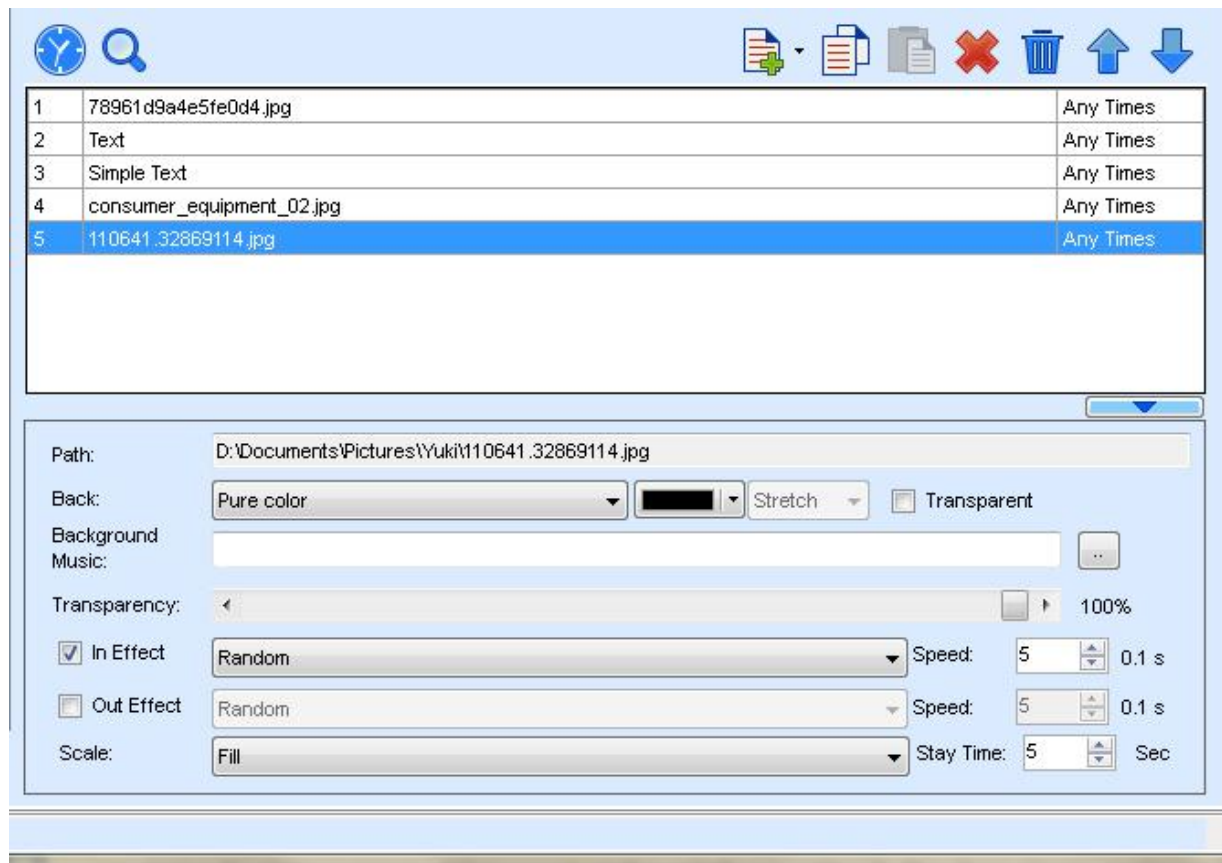 1 78961d9a4e5fe0d4.jpg Any Times
2 Text Any Times
3 Simple Text Any Times
4 consumer_equipment_02.jpg Any Times
5 110641.32869114.jpg Any Times
Path: D:\Documents\Pictures\Yuki\110641.32869114.jpg
Back: Pure color Stretch Transparent
Background
Music: ..
Transparency: 100%
In Effect Random Speed: 5 0.1 s
Out Effect Random Speed: 5 0.1 s
Scale: Fill Stay Time: 5 Sec